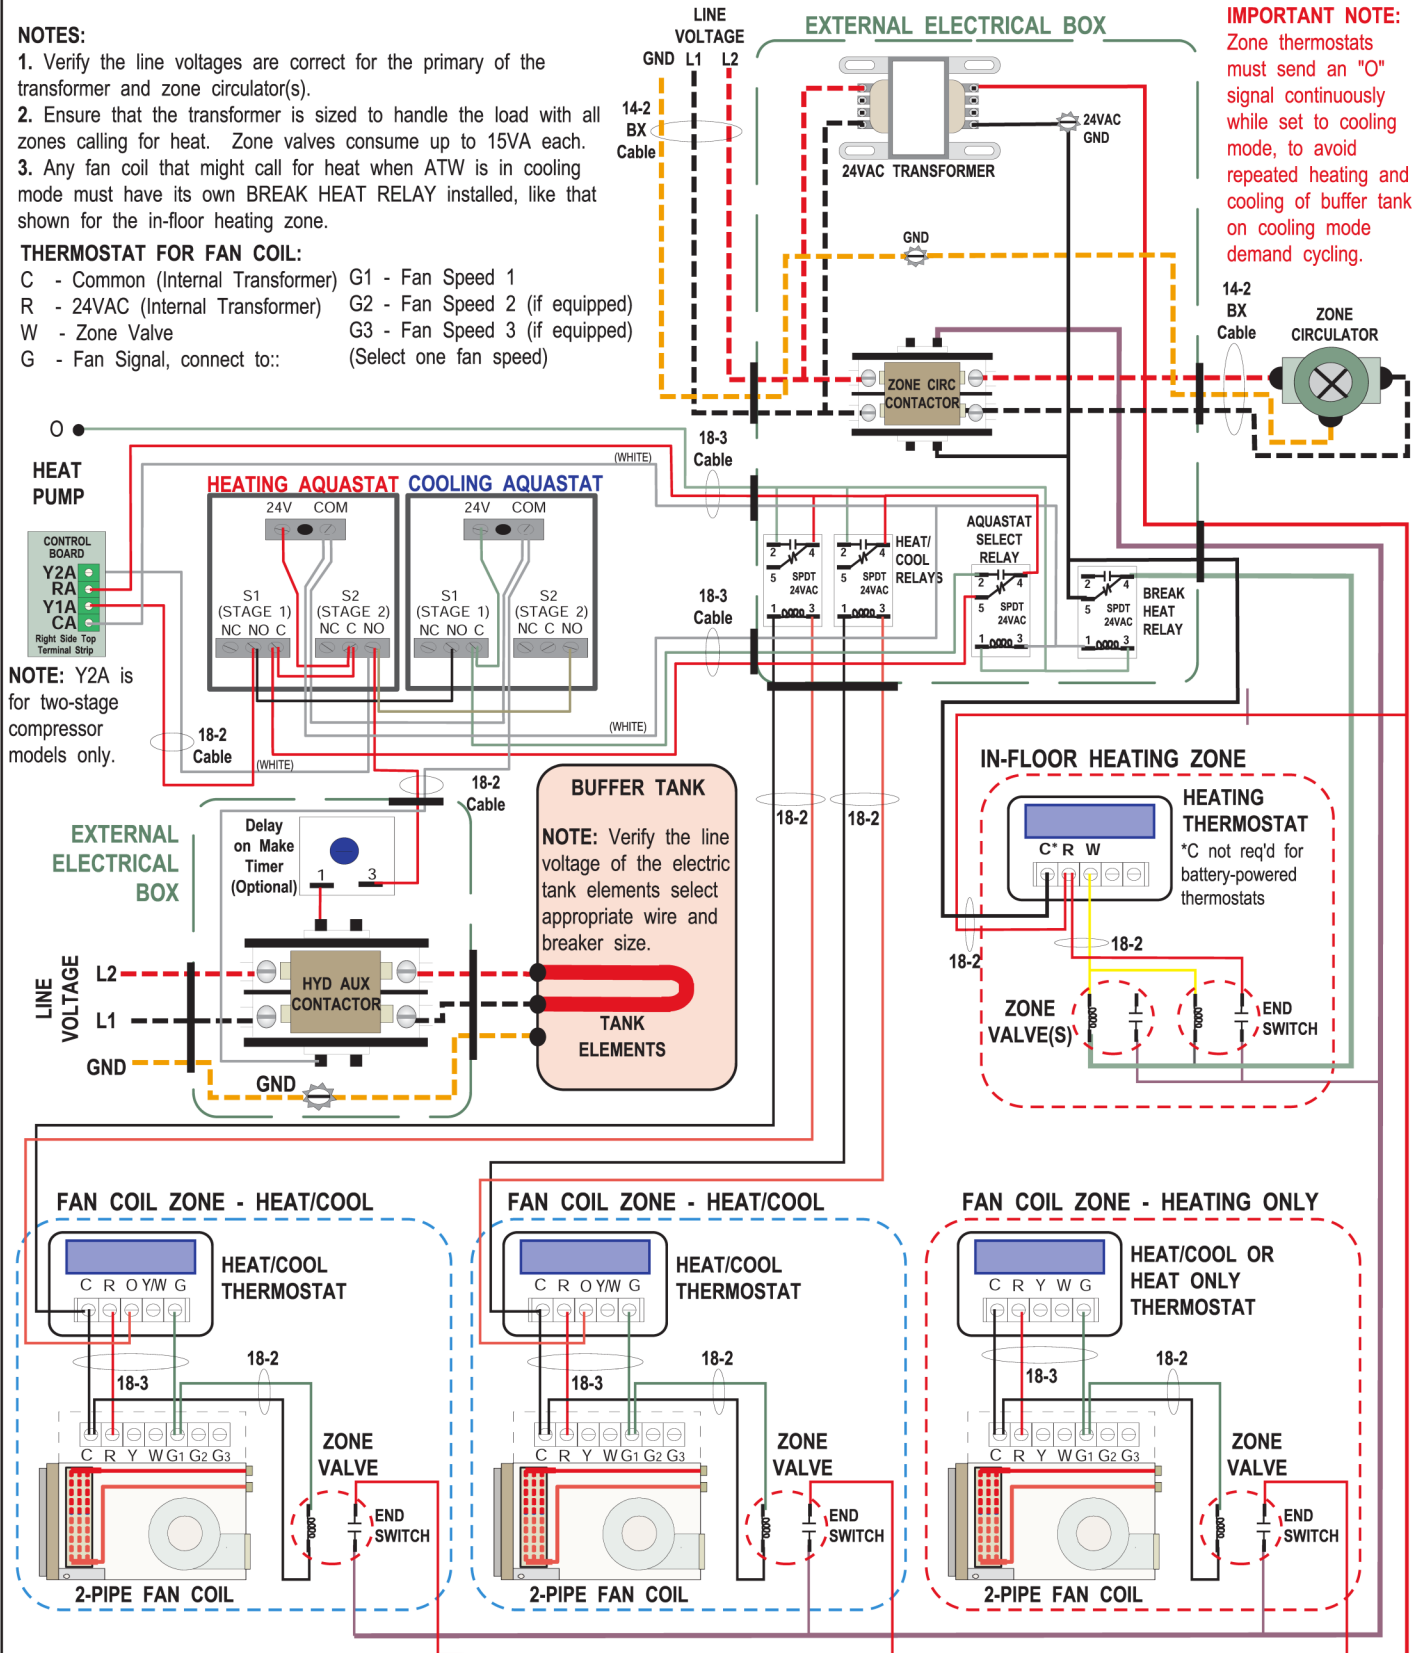 NOTES:
1. Verify the line voltages are correct for the primary of the
transformer and zone circulator(s).
2. Ensure that the transformer is sized to handle the load with all
zones calling for heat. Zone valves consume up to 15VA each.
3. Any fan coil that might call for heat when ATW is in cooling
mode must have its own BREAK HEAT RELAY installed, like that
shown for the in-floor heating zone.
THERMOSTAT FOR FAN COIL:
C - Common (Internal Transformer)
R - 24VAC (Internal Transformer)
W - Zone Valve
G - Fan Signal, connect to::
G1 - Fan Speed 1
G2 - Fan Speed 2 (if equipped)
G3 - Fan Speed 3 (if equipped)
(Select one fan speed)
LINE
VOLTAGE
GND L1 L2
14-2
BX
Cable
EXTERNAL ELECTRICAL BOX
24VAC
GND
24VAC TRANSFORMER
GND
ZONE CIRC
CONTACTOR
IMPORTANT NOTE:
Zone thermostats
must send an "O"
signal continuously
while set to cooling
mode, to avoid
repeated heating and
cooling of buffer tank
on cooling mode
demand cycling.
14-2
BX
Cable
ZONE
CIRCULATOR
O
HEAT
PUMP
CONTROL
BOARD
Y2A
RA
Y1A
CA
Right Side Top
Terminal Strip
NOTE: Y2A is
for two-stage
compressor
models only.
HEATING AQUASTAT
24V COM
S1
(STAGE 1)
NC NO C
S2
(STAGE 2)
NC C NO
COOLING AQUASTAT
24V COM
S1
(STAGE 1)
NC NO C
S2
(STAGE 2)
NC C NO
(WHITE)
18-3
Cable
18-3
Cable
(WHITE)
18-2
Cable
(WHITE)
18-2
Cable
2 4
5
SPDT
24VAC
1 3
2 4
5
SPDT
24VAC
1 3
HEAT/
COOL
RELAYS
AQUASTAT
SELECT
RELAY
2 4
5
SPDT
24VAC
1 3
2 4
5
SPDT
24VAC
1 3
BREAK
HEAT
RELAY
18-2
18-2
EXTERNAL
ELECTRICAL
BOX
Delay
on Make
Timer
(Optional)
1 3
HYD AUX
CONTACTOR
LINE
VOLTAGE
L2
L1
GND
GND
BUFFER TANK
NOTE: Verify the line
voltage of the electric
tank elements select
appropriate wire and
breaker size.
TANK
ELEMENTS
IN-FLOOR HEATING ZONE
C* R W
HEATING
THERMOSTAT
*C not req'd for
battery-powered
thermostats
18-2
18-2
ZONE
VALVE(S)
END
SWITCH
FAN COIL ZONE - HEAT/COOL
C R O Y/W G
HEAT/COOL
THERMOSTAT
18-2
18-3
C R Y W G1 G2 G3
ZONE
VALVE
END
SWITCH
2-PIPE FAN COIL
FAN COIL ZONE - HEAT/COOL
C R O Y/W G
HEAT/COOL
THERMOSTAT
18-2
18-3
C R Y W G1 G2 G3
ZONE
VALVE
END
SWITCH
2-PIPE FAN COIL
FAN COIL ZONE - HEATING ONLY
C R Y W G
HEAT/COOL OR
HEAT ONLY
THERMOSTAT
18-2
18-3
C R Y W G1 G2 G3
ZONE
VALVE
END
SWITCH
2-PIPE FAN COIL